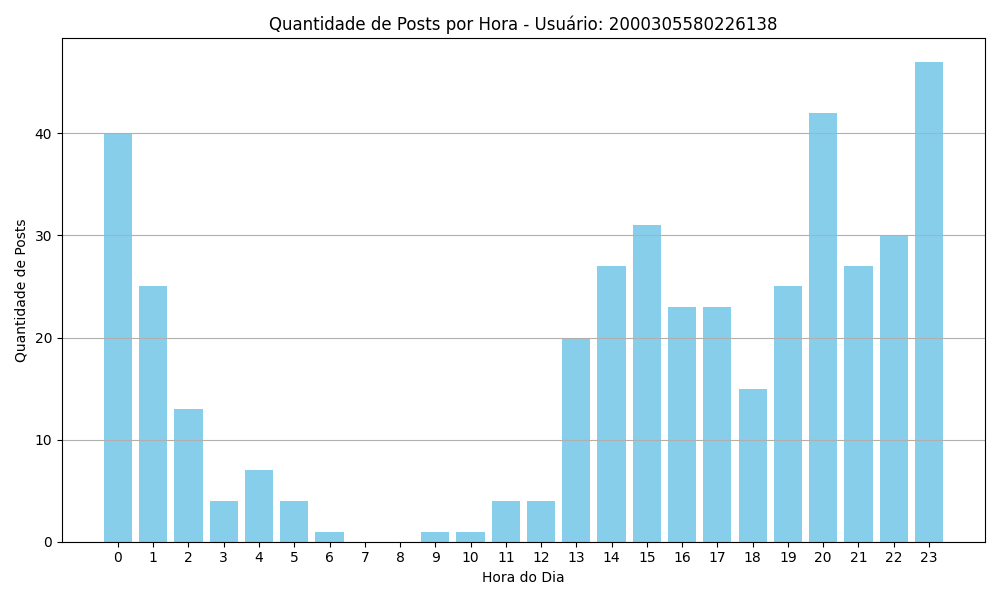 Quantidade de Posts por Hora - Usuário: 2000305580226138
Quantidade de Posts
40
30
20
10
0
0 1 2 3 4 5 6 7 8 9 10 11 12 13 14 15 16 17 18 19 20 21 22 23
Hora do Dia